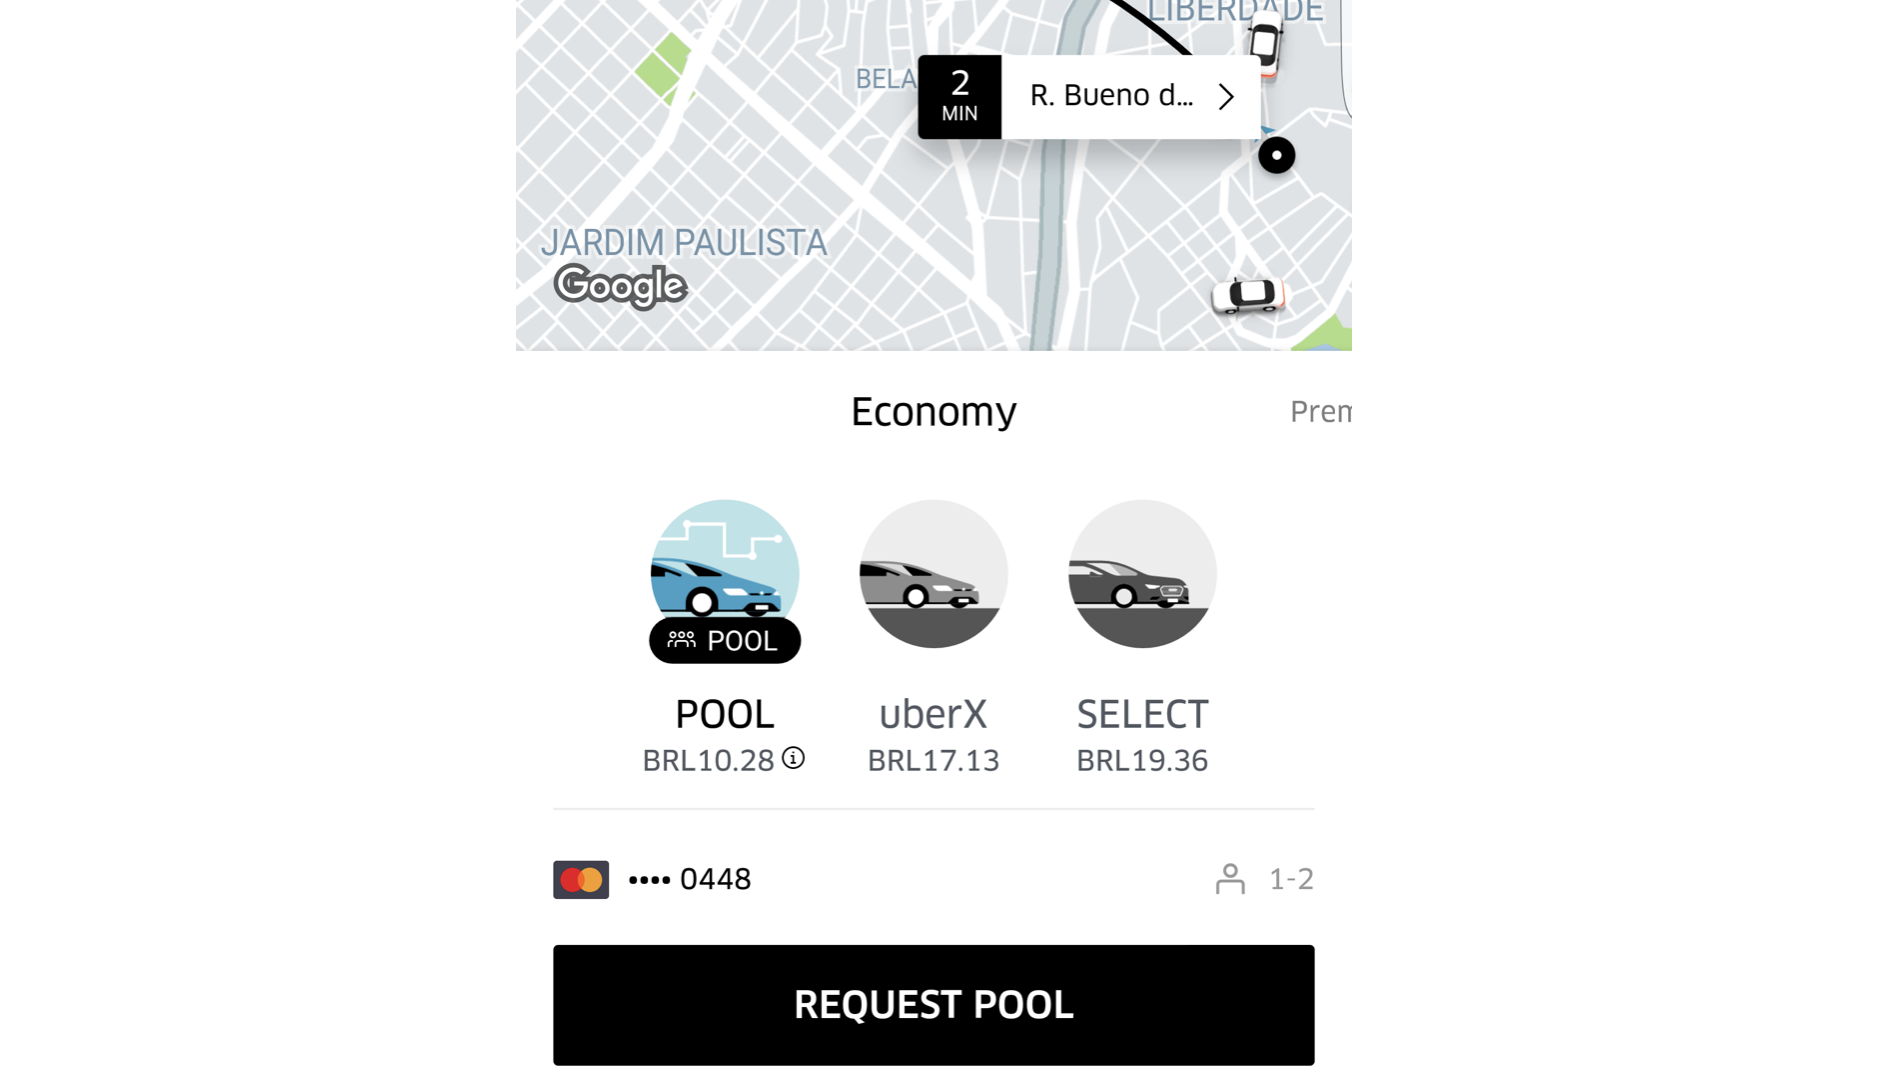 LIBERDADE
BELA
2
MIN
R. Bueno d...
JARDIM PAULISTA
Google
Economy
Prem
POOL
POOL
uberX
SELECT
BRL10.28
BRL17.13
BRL19.36
•••• 0448
1-2
REQUEST POOL